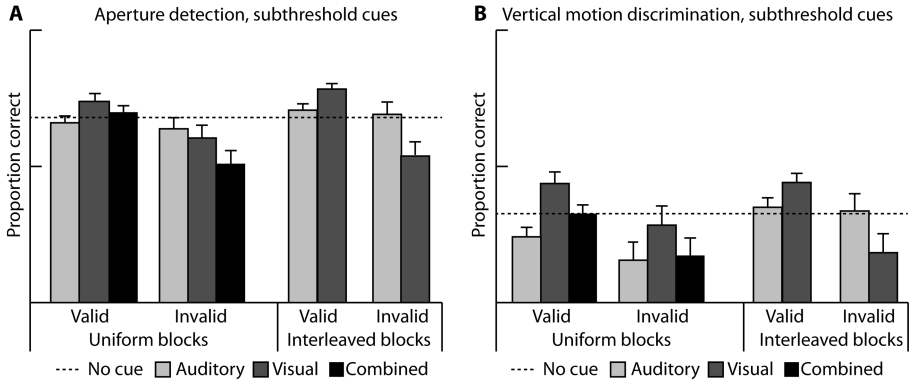 A Aperture detection, subthreshold cues
Proportion correct
Valid Invalid Valid Invalid
Uniform blocks Interleaved blocks
No cue Auditory Visual Combined
B Vertical motion discrimination, subthreshold cues
Proportion correct
Valid Invalid Valid Invalid
Uniform blocks Interleaved blocks
No cue Auditory Visual Combined